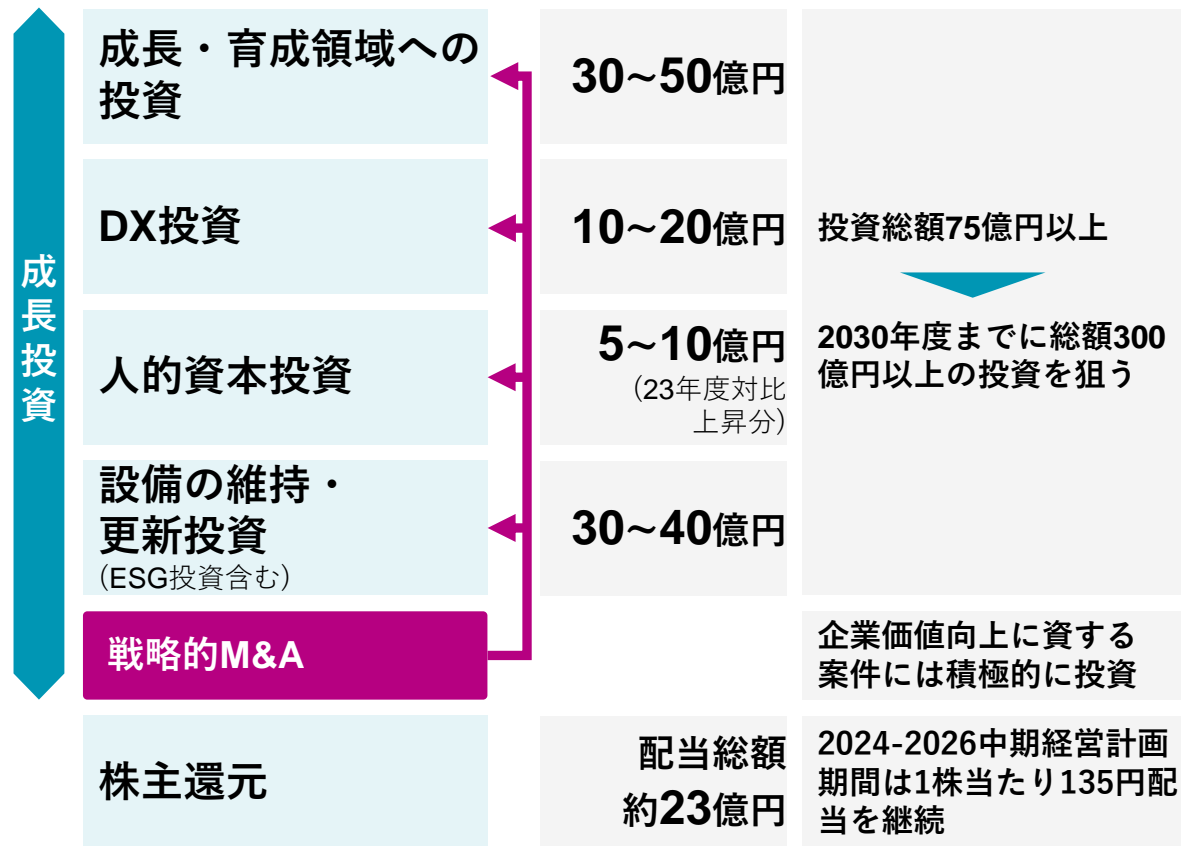 成長投資
成長・育成領域への
投資
30～50億円
DX投資
10～20億円
投資総額75億円以上
2030年度までに総額300
億円以上の投資を狙う
人的資本投資
5～10億円
（23年度対比
上昇分）
設備の維持・
更新投資
（ESG投資含む）
30～40億円
戦略的M&A
企業価値向上に資する
案件には積極的に投資
株主還元
配当総額
約23億円
2024-2026中期経営計画
期間は1株当たり135円配
当を継続